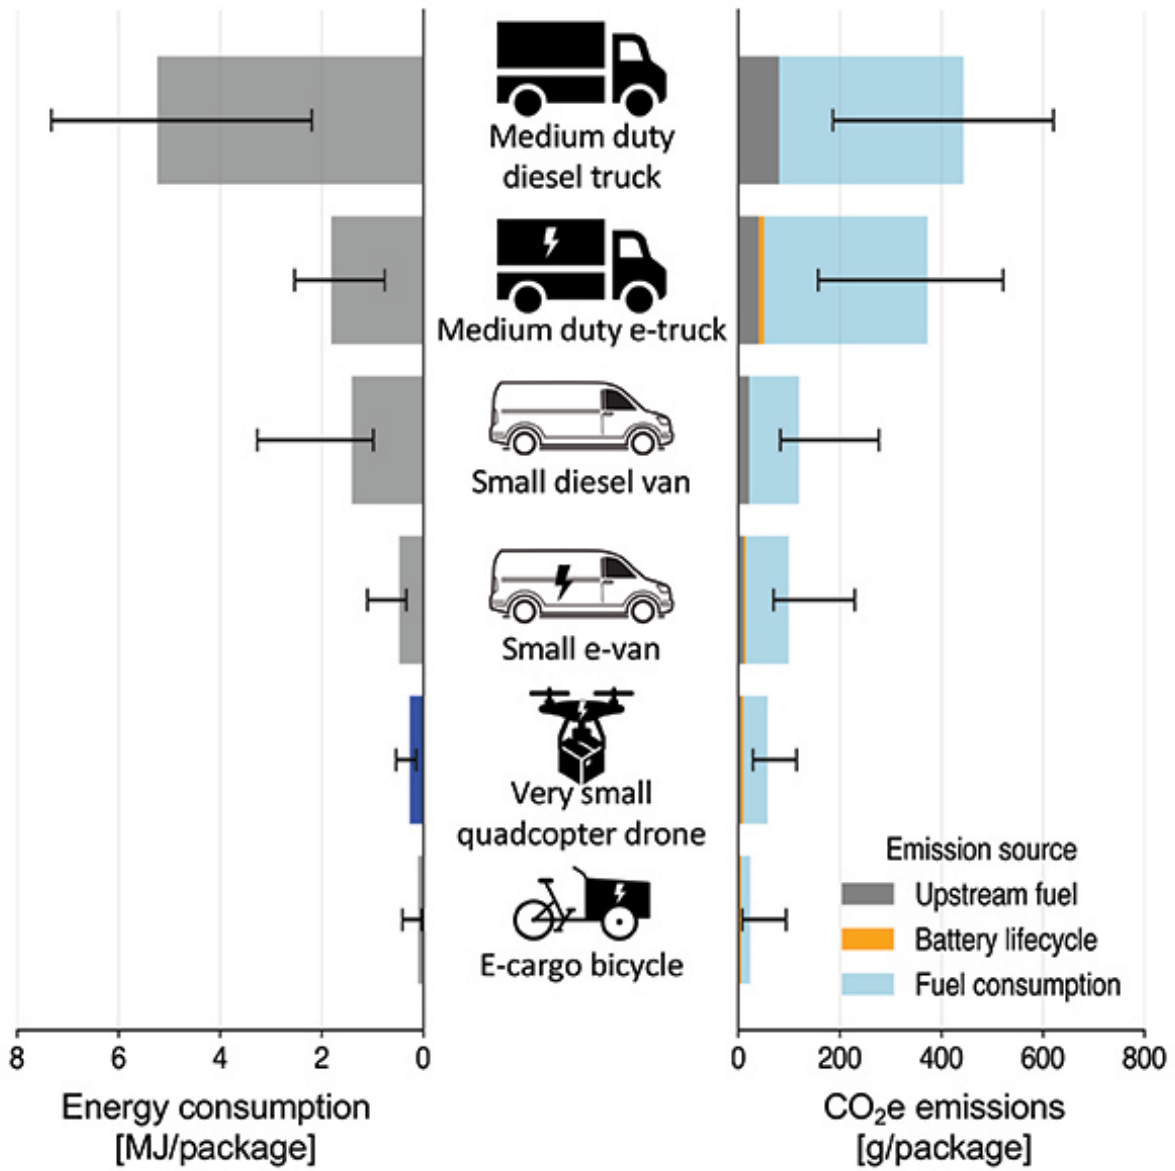 Medium duty
diesel truck
Medium duty e-truck
Small diesel van
Small e-van
Very small
quadcopter drone
E-cargo bicycle
Emission source
Upstream fuel
Battery lifecycle
Fuel consumption
8 6 4 2 0
Energy consumption
[MJ/package]
0 200 400 600 800
CO₂e emissions
[g/package]